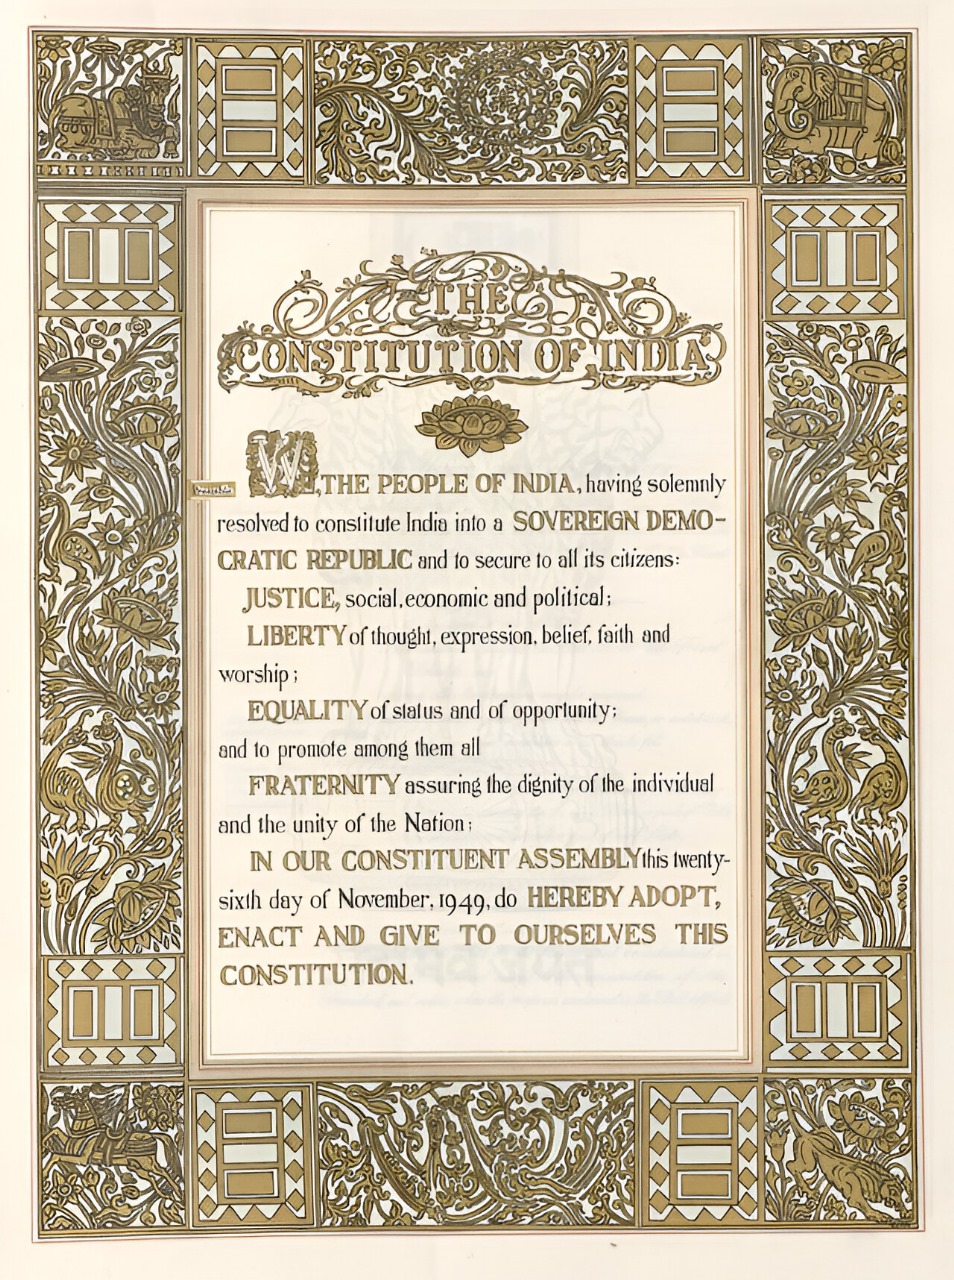 THE
CONSTITUTION OF INDIA
WE, THE PEOPLE OF INDIA, having solemnly
resolved to constitute India into a SOVEREIGN DEMO-
CRATIC REPUBLIC and to secure to all its citizens:
JUSTICE, social, economic and political;
LIBERTY of thought, expression, belief, faith and
worship;
EQUALITY of status and of opportunity;
and to promote among them all
FRATERNITY assuring the dignity of the individual
and the unity of the Nation;
IN OUR CONSTITUENT ASSEMBLY this twenty-
sixth day of November, 1949, do HEREBY ADOPT,
ENACT AND GIVE TO OURSELVES THIS
CONSTITUTION.